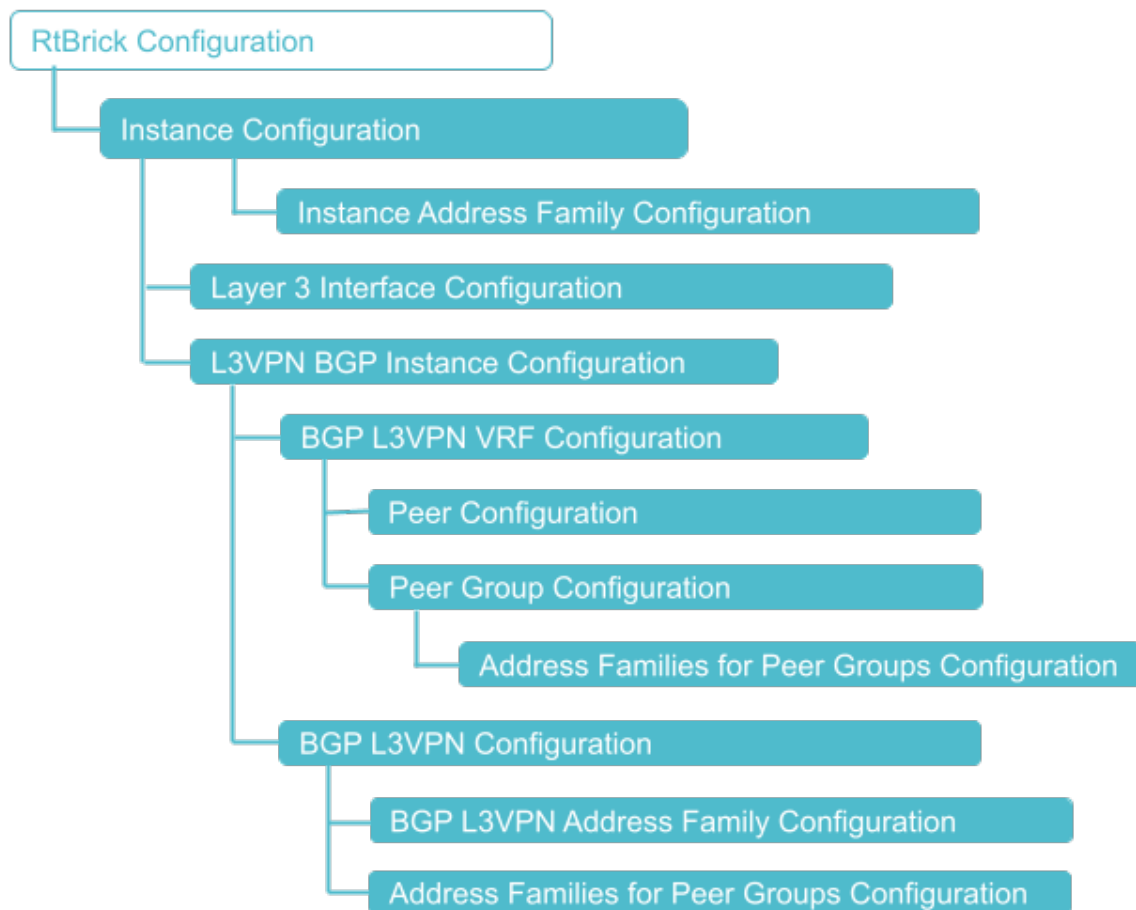 RtBrick Configuration
Instance Configuration
Instance Address Family Configuration
Layer 3 Interface Configuration
L3VPN BGP Instance Configuration
BGP L3VPN VRF Configuration
Peer Configuration
Peer Group Configuration
Address Families for Peer Groups Configuration
BGP L3VPN Configuration
BGP L3VPN Address Family Configuration
Address Families for Peer Groups Configuration